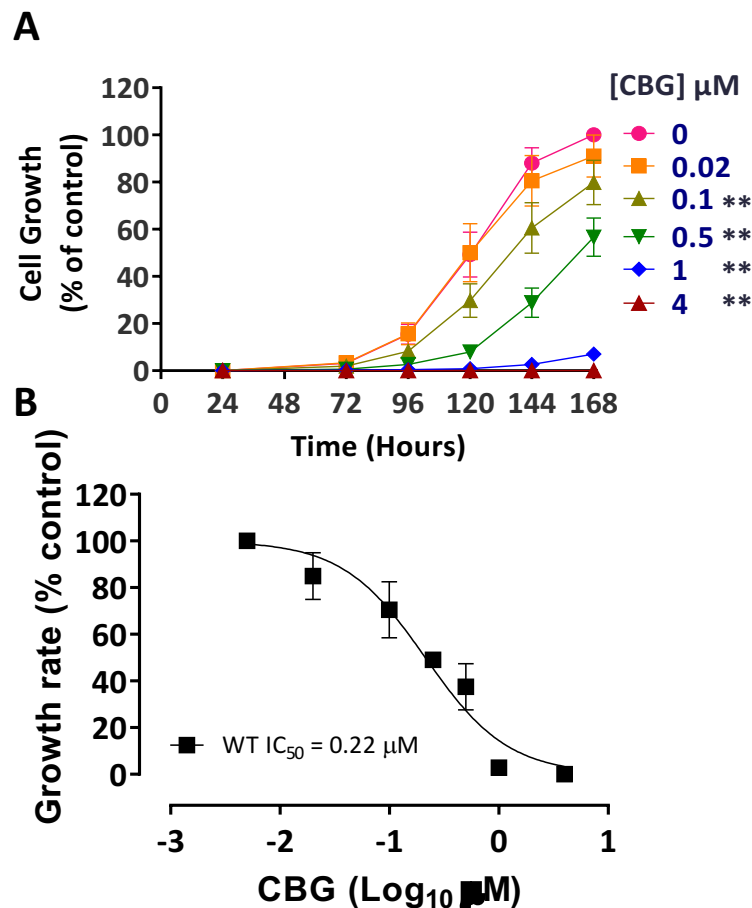 A
[CBG] µM
120
100
80
60
40
20
0
Cell Growth
(% of control)
0
0.02
0.1 **
0.5 **
1 **
4 **
0 24 48 72 96 120 144 168
Time (Hours)
B
120
100
80
60
40
20
0
Growth rate (% control)
WT IC50 = 0.22 µM
-3 -2 -1 0 1
CBG (Log10 M)